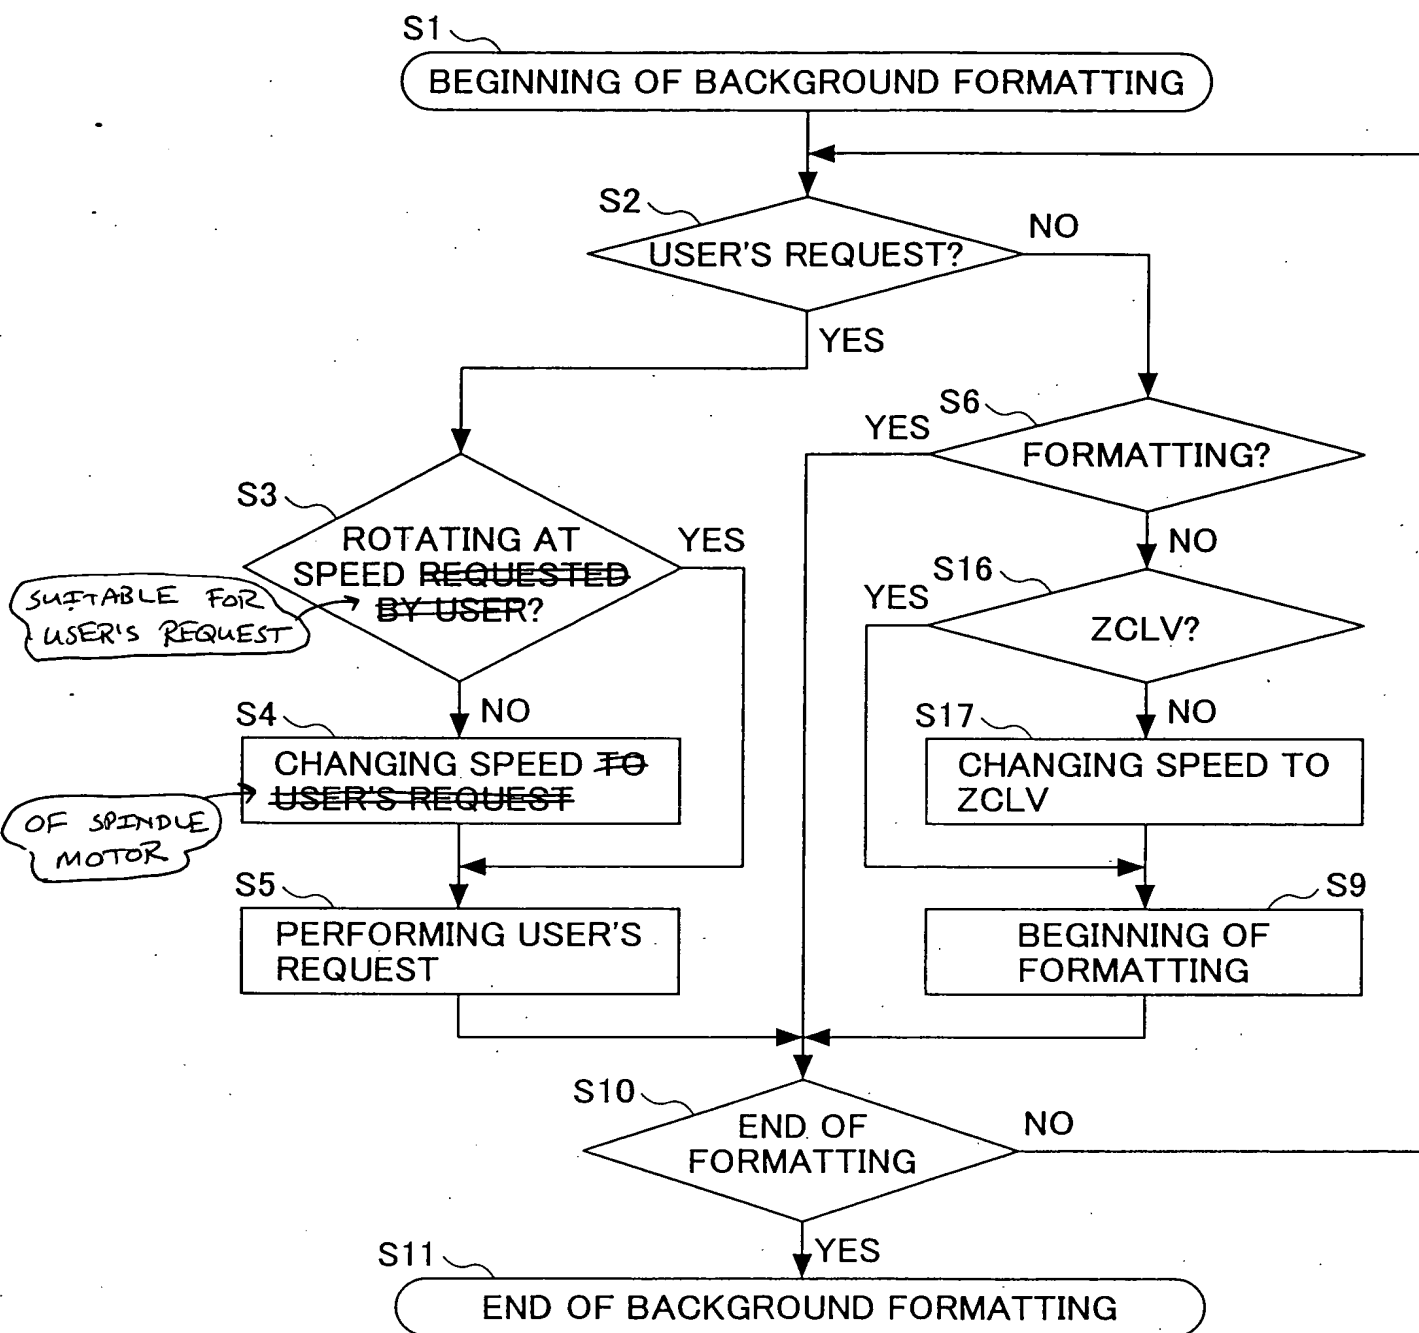 S1
BEGINNING OF BACKGROUND FORMATTING
S2
USER'S REQUEST?
NO
YES
S6
YES
FORMATTING?
NO
S3
ROTATING AT
SPEED REQUESTED
BY USER?
YES
SUITABLE FOR
USER'S REQUEST
NO
S16
YES
ZCLV?
NO
S4
CHANGING SPEED TO
USER'S REQUEST
OF SPINDLE
MOTOR
S17
CHANGING SPEED TO
ZCLV
S5
PERFORMING USER'S
REQUEST
S9
BEGINNING OF
FORMATTING
S10
END OF
FORMATTING
NO
YES
S11
END OF BACKGROUND FORMATTING